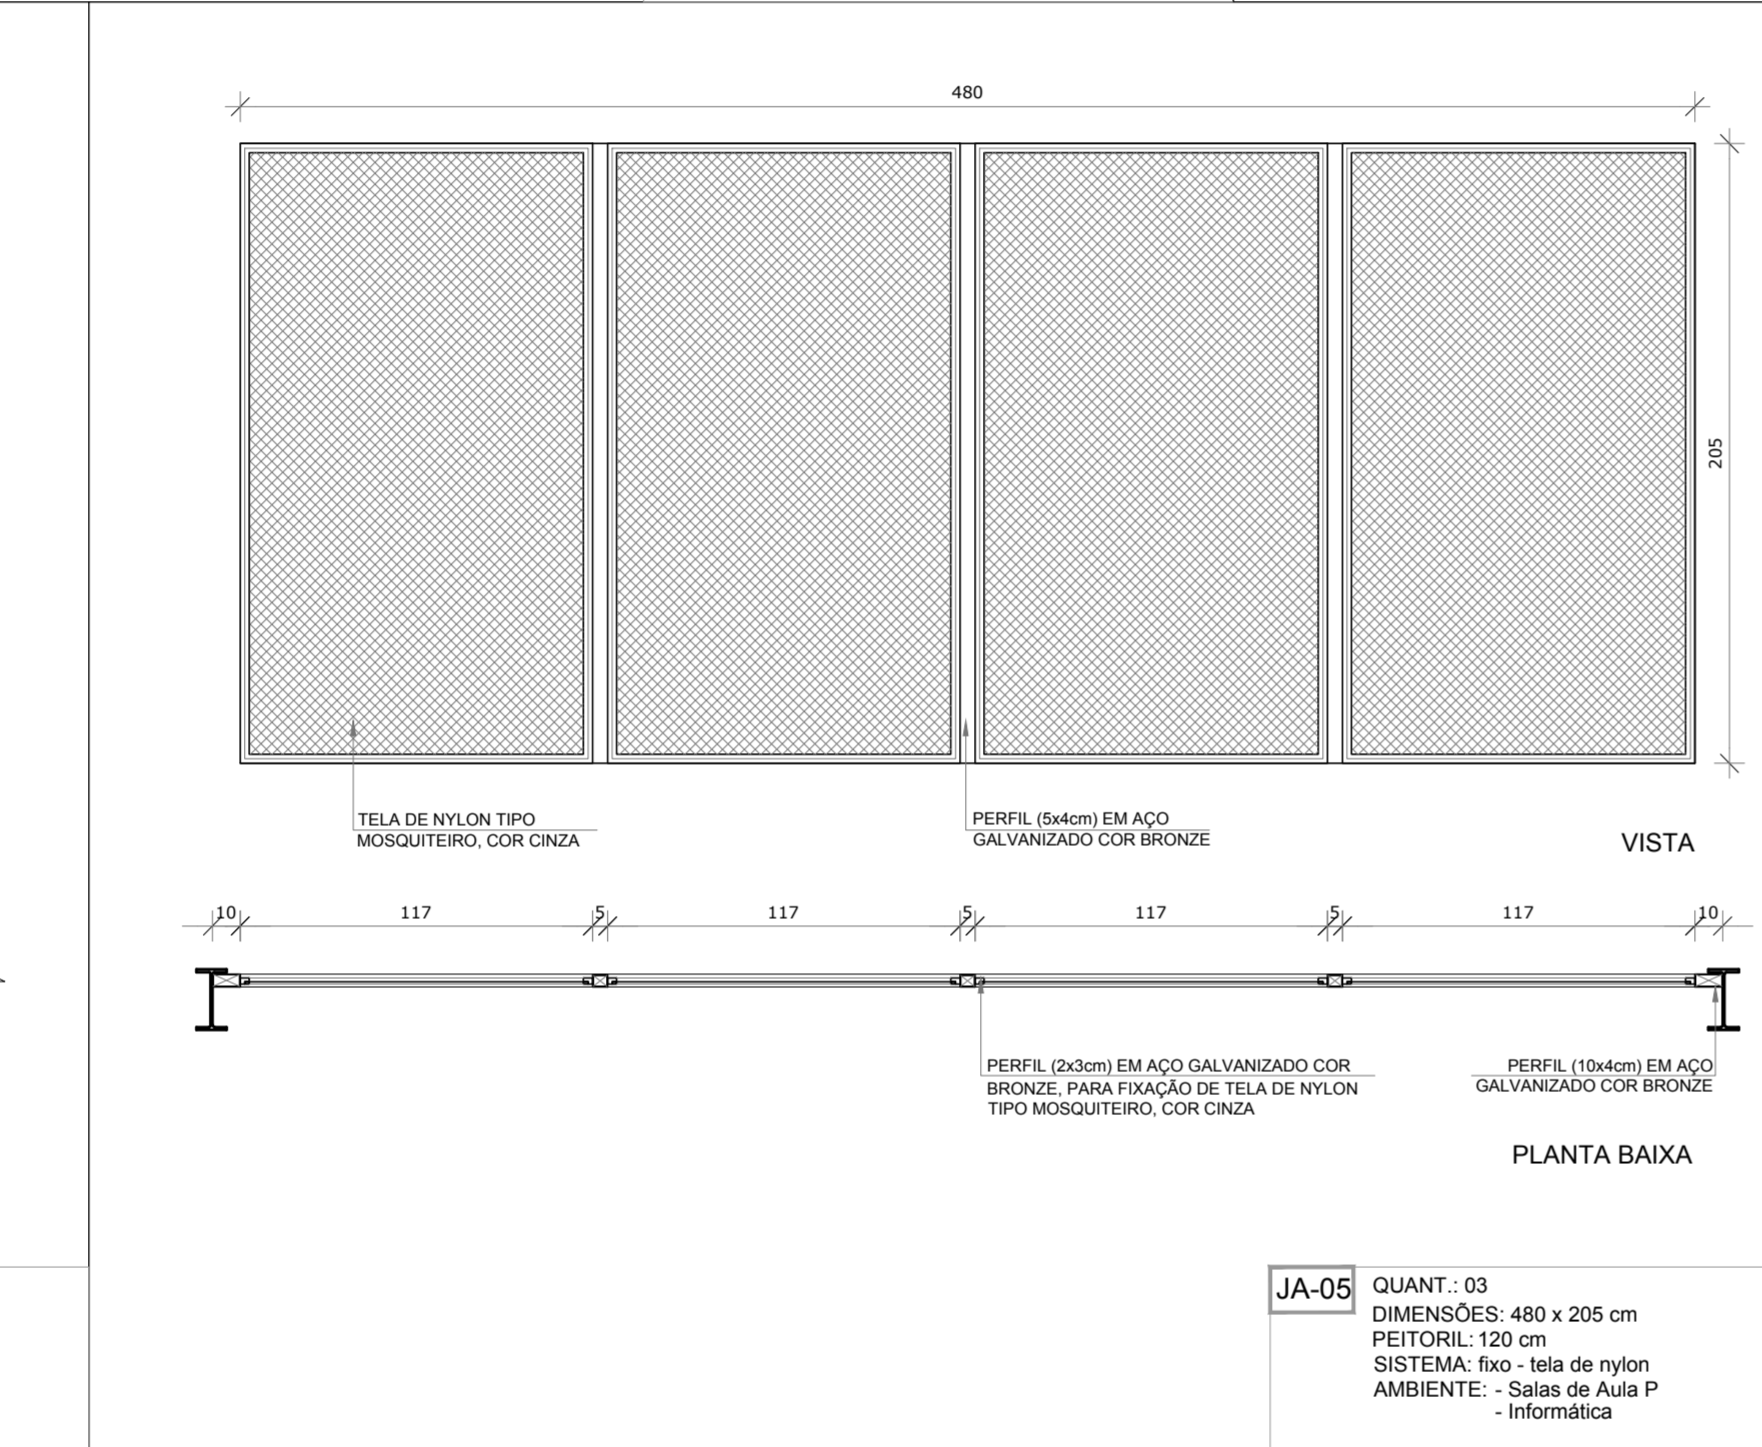 480
205
TELA DE NYLON TIPO
MOSQUITEIRO, COR CINZA
PERFIL (5x4cm) EM AÇO
GALVANIZADO COR BRONZE
VISTA
10 117 5 117 5 117 5 117 10
PERFIL (2x3cm) EM AÇO GALVANIZADO COR
BRONZE, PARA FIXAÇÃO DE TELA DE NYLON
TIPO MOSQUITEIRO, COR CINZA
PERFIL (10x4cm) EM AÇO
GALVANIZADO COR BRONZE
PLANTA BAIXA
JA-05
QUANT.: 03
DIMENSÕES: 480 x 205 cm
PEITORIL: 120 cm
SISTEMA: fixo - tela de nylon
AMBIENTE: - Salas de Aula P
- Informática